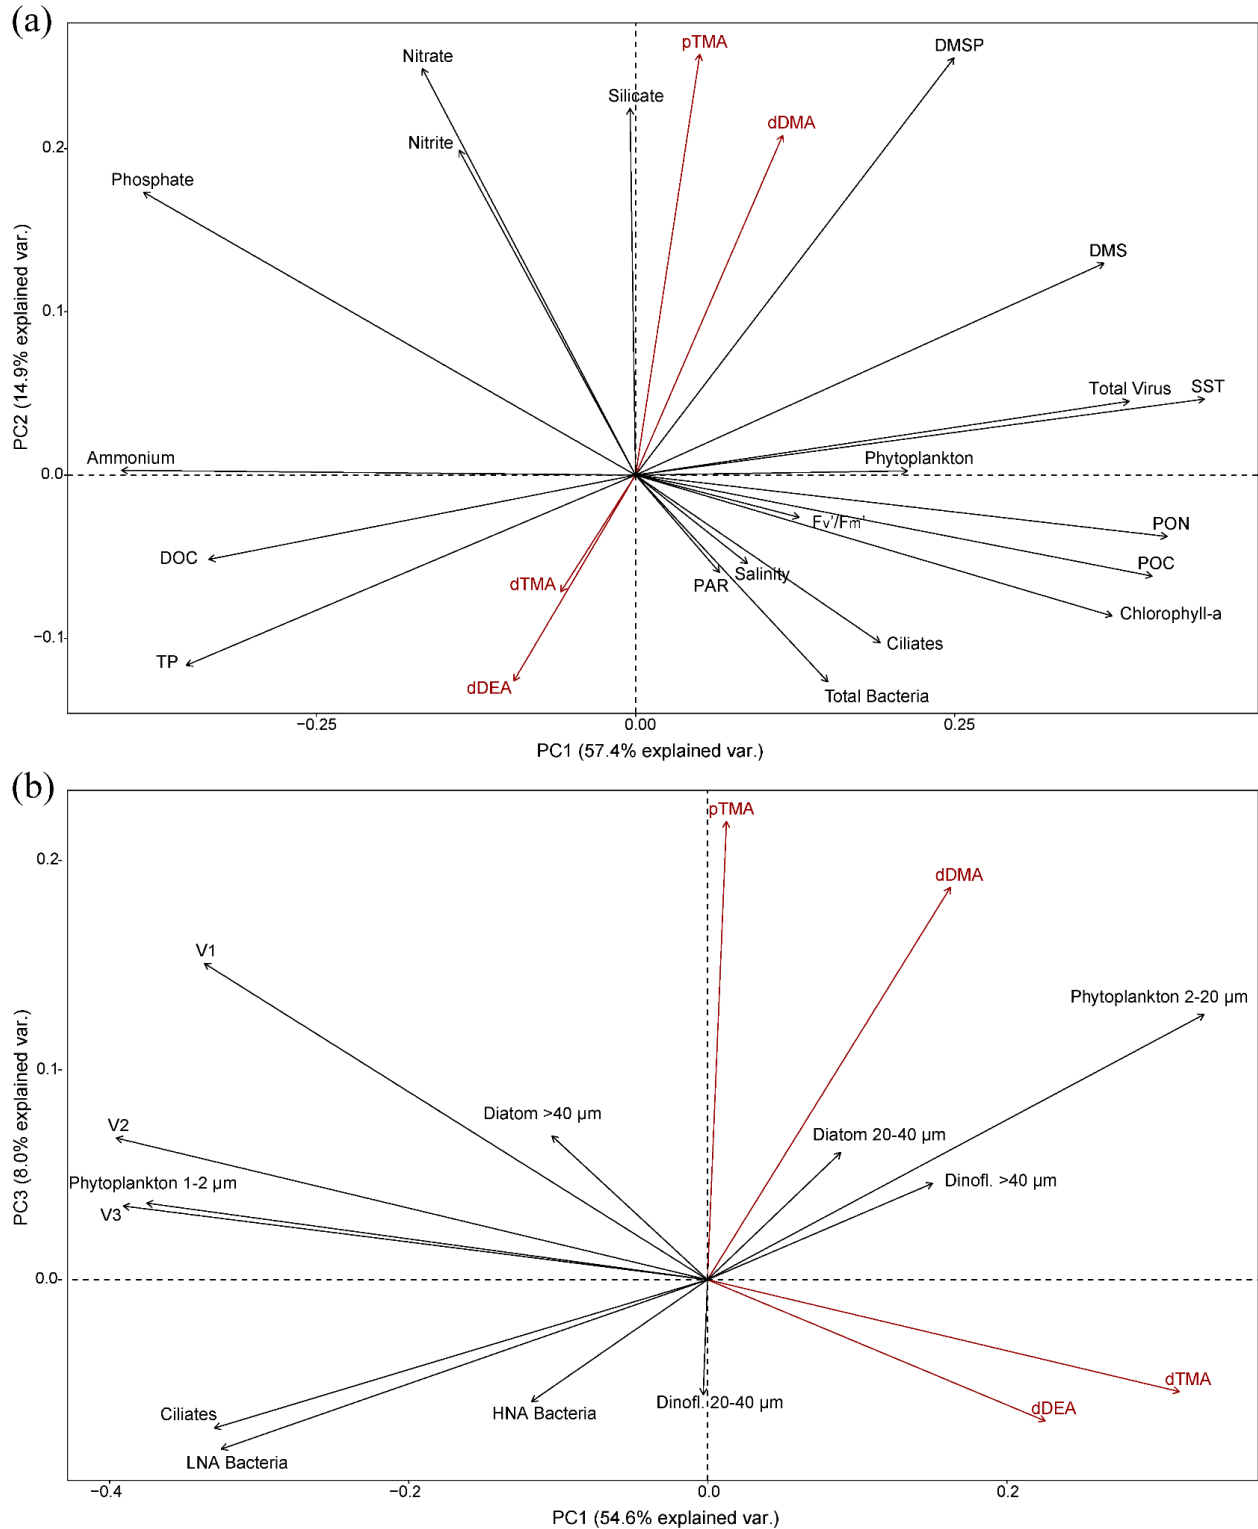 (a)
pTMA
DMSP
Nitrate
Silicate
dDMA
Nitrite
0.2
Phosphate
DMS
0.1
PC2 (14.9% explained var.)
Total Virus
SST
Ammonium
Phytoplankton
0.0
Fv'/Fm'
PON
DOC
POC
dTMA
PAR
Salinity
Chlorophyll-a
−0.1
Ciliates
TP
dDEA
Total Bacteria
−0.25
0.00
0.25
PC1 (57.4% explained var.)
(b)
pTMA
0.2
dDMA
V1
Phytoplankton 2-20 µm
0.1
Diatom >40 µm
V2
Diatom 20-40 µm
PC3 (8.0% explained var.)
Phytoplankton 1-2 µm
Dinofl. >40 µm
V3
0.0
dTMA
Dinofl. 20-40 µm
dDEA
Ciliates
HNA Bacteria
LNA Bacteria
−0.4
−0.2
0.0
0.2
PC1 (54.6% explained var.)